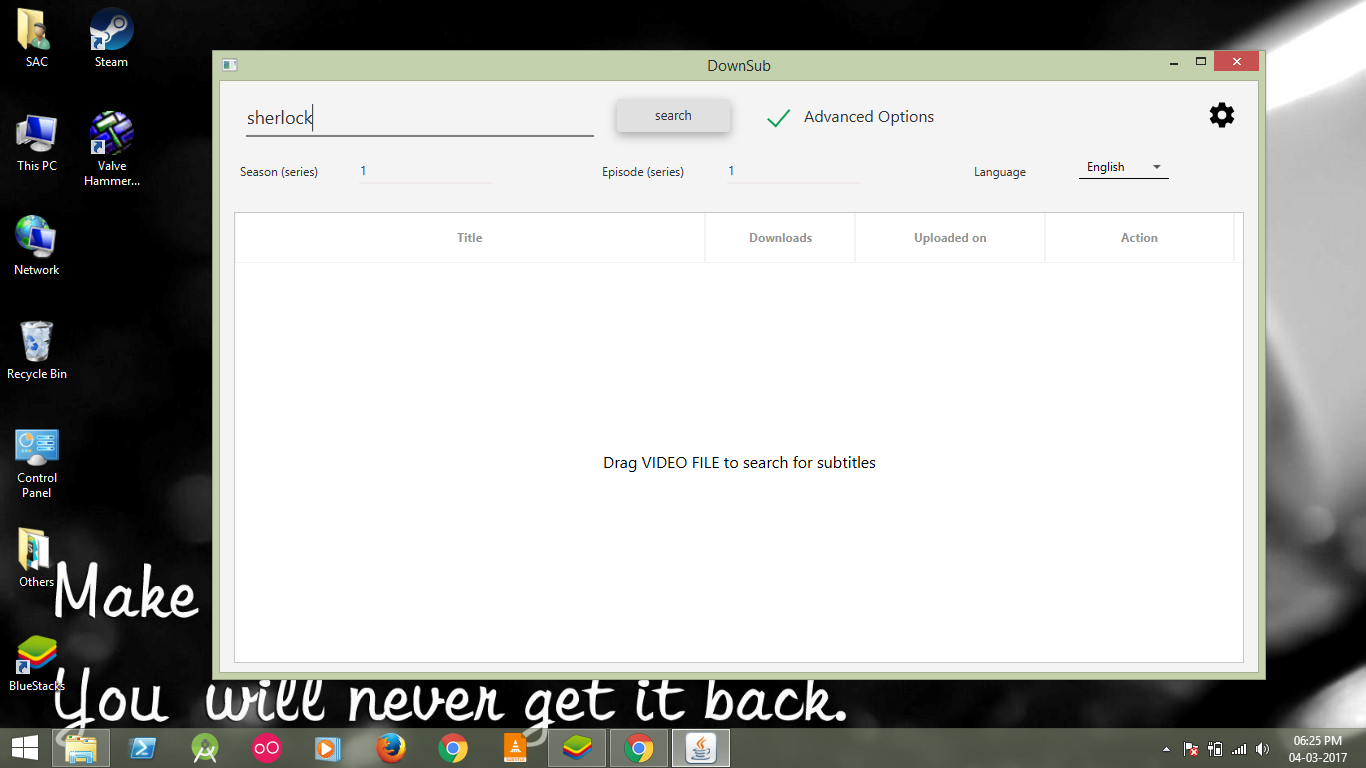 SAC
Steam
This PC
Valve
Hammer...
Network
Recycle Bin
Control
Panel
Others
BlueStacks
DownSub
sherlock
search
Advanced Options
Season (series)
1
Episode (series)
1
Language
English
Title
Downloads
Uploaded on
Action
Drag VIDEO FILE to search for subtitles
Make
You will never get it back.
06:25 PM
04-03-2017